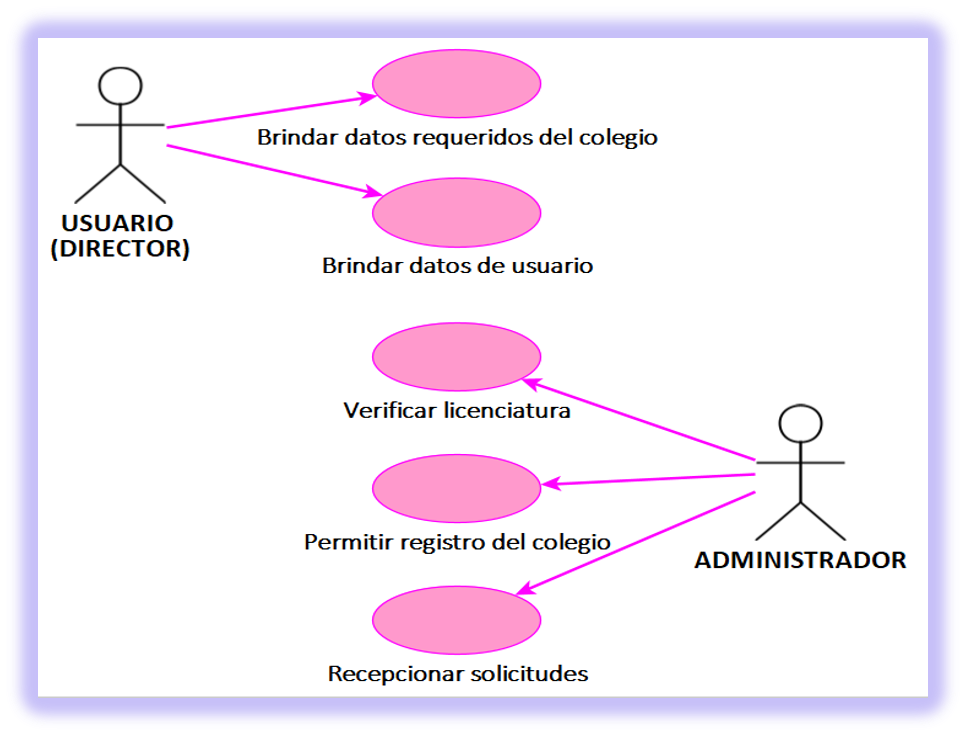 Brindar datos requeridos del colegio
USUARIO
(DIRECTOR)
Brindar datos de usuario
Verificar licenciatura
Permitir registro del colegio
ADMINISTRADOR
Recepcionar solicitudes